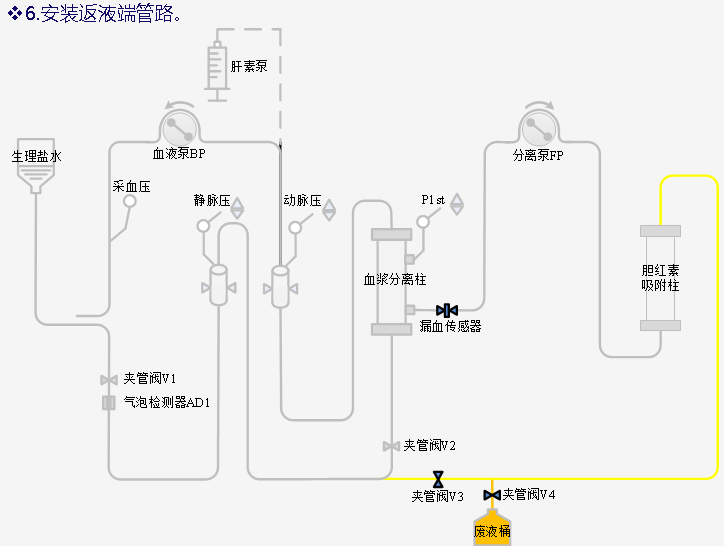 ❖6.安装返液端管路。
肝素泵
生理盐水
血液泵BP
分离泵FP
采血压
静脉压
动脉压
P1st
血浆分离柱
胆红素
吸附柱
漏血传感器
夹管阀V1
气泡检测器AD1
夹管阀V2
夹管阀V3
夹管阀V4
废液桶